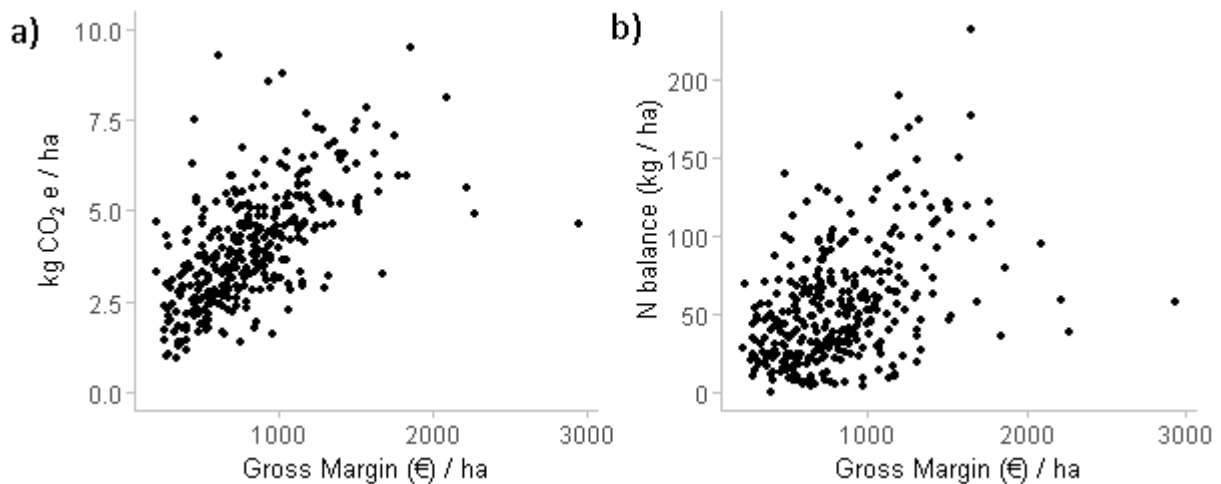 a)
kg CO₂ e / ha
10.0
7.5
5.0
2.5
0.0
1000 2000 3000
Gross Margin (€) / ha
b)
N balance (kg / ha)
200
150
100
50
0
1000 2000 3000
Gross Margin (€) / ha